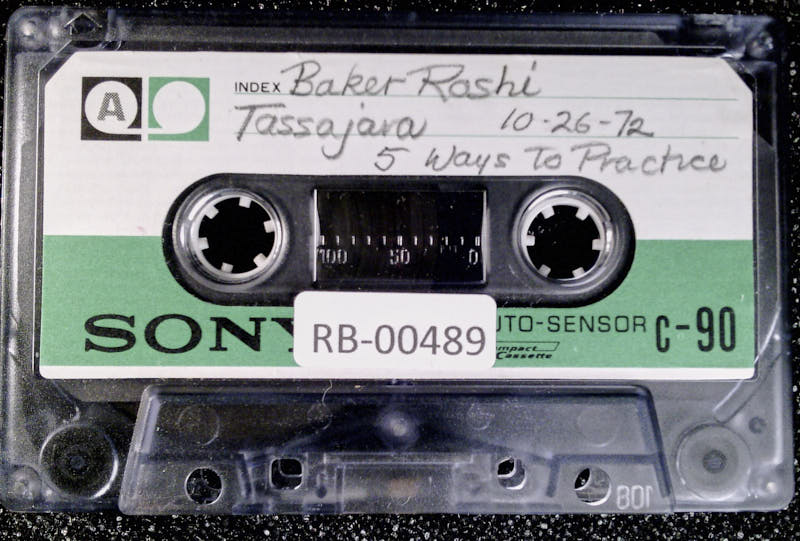 A
INDEX Baker Roshi
Tassajara 10-26-72
5 Ways To Practice
100 50 0
SONY
RB-00489
UTO-SENSOR C-90
mpact
Cassette
108